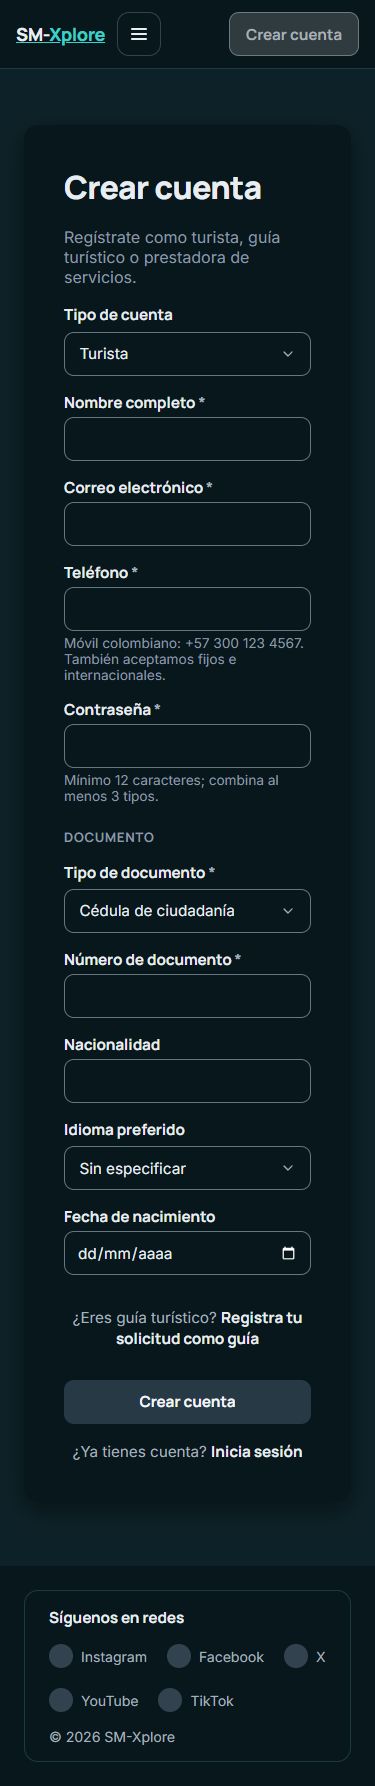 SM-Xplore
Crear cuenta
Crear cuenta
Regístrate como turista, guía
turístico o prestadora de
servicios.
Tipo de cuenta
Turista
Nombre completo *
Correo electrónico *
Teléfono *
Móvil colombiano: +57 300 123 4567.
También aceptamos fijos e
internacionales.
Contraseña *
Mínimo 12 caracteres; combina al
menos 3 tipos.
DOCUMENTO
Tipo de documento *
Cédula de ciudadanía
Número de documento *
Nacionalidad
Idioma preferido
Sin especificar
Fecha de nacimiento
dd/mm/aaaa
¿Eres guía turístico? Registra tu
solicitud como guía
Crear cuenta
¿Ya tienes cuenta? Inicia sesión
Síguenos en redes
Instagram Facebook X
YouTube TikTok
© 2026 SM-Xplore